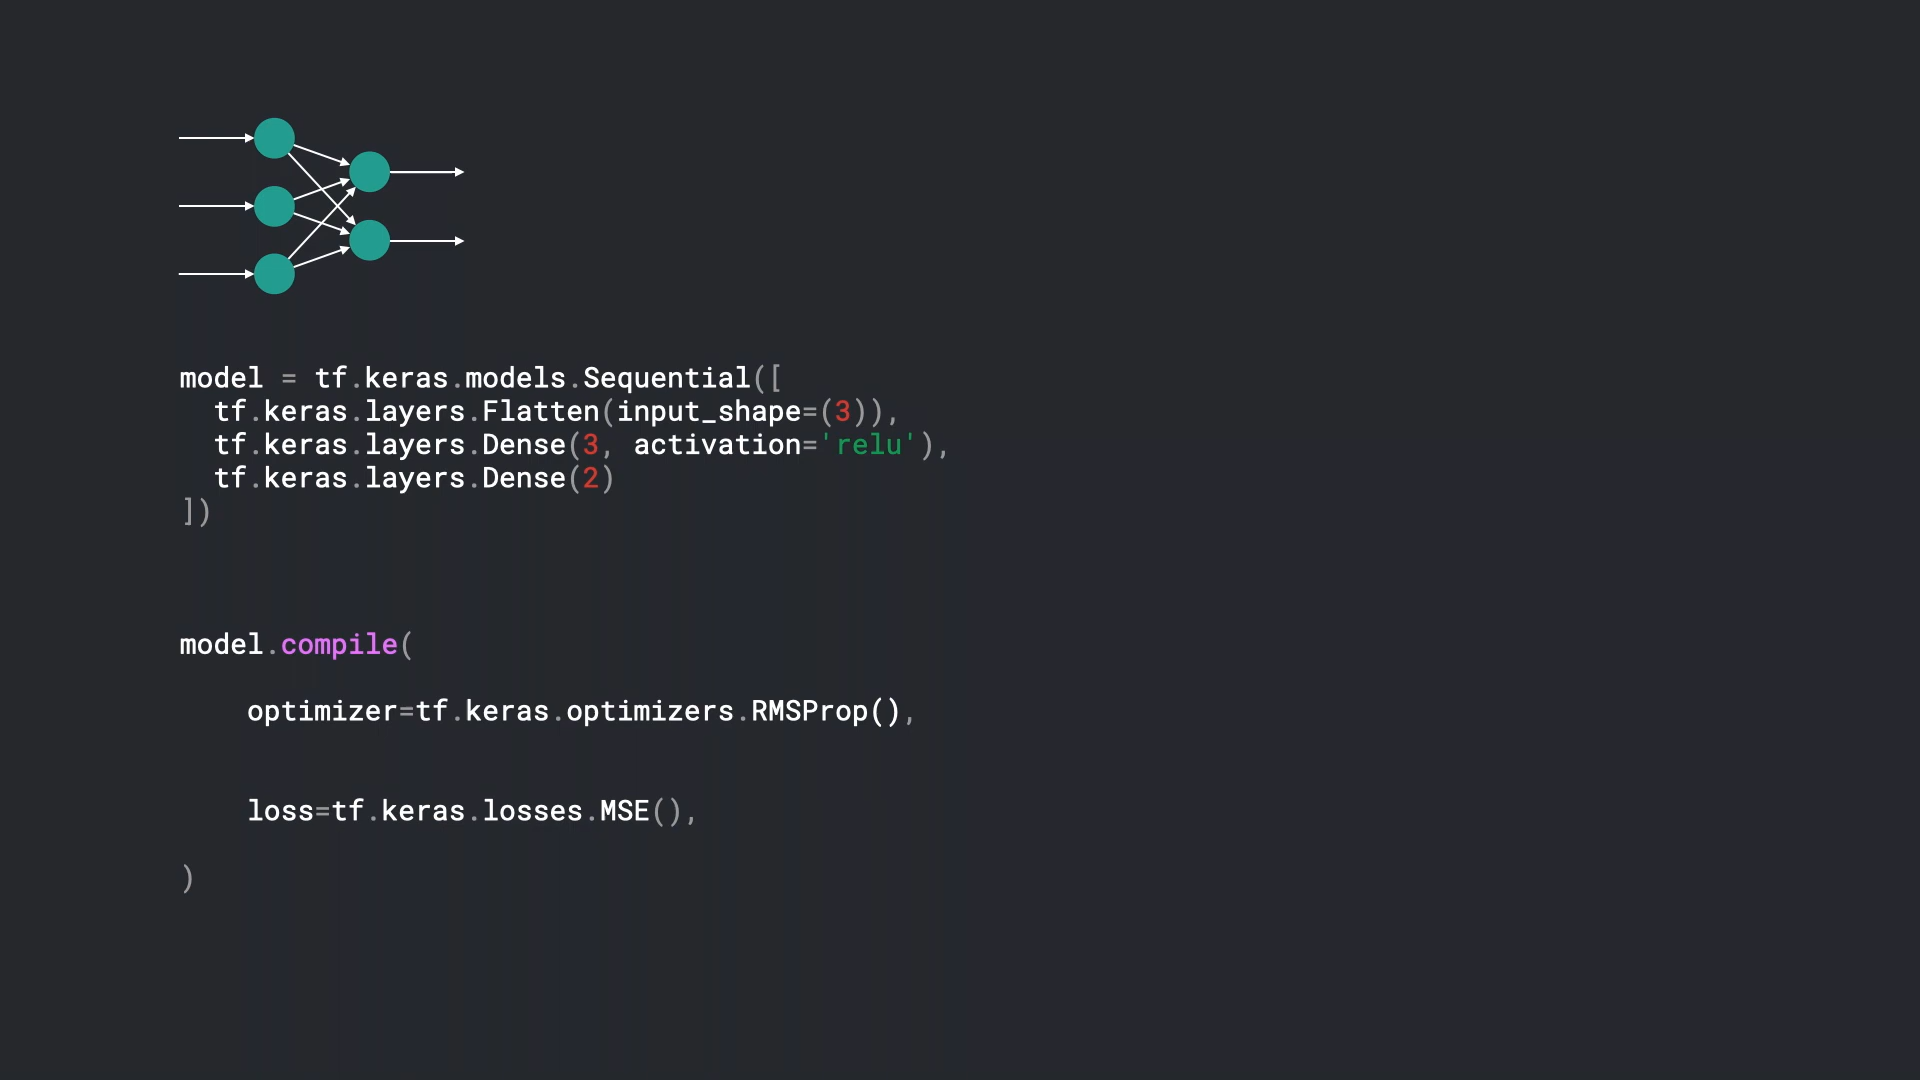 model = tf.keras.models.Sequential([
  tf.keras.layers.Flatten(input_shape=(3)),
  tf.keras.layers.Dense(3, activation='relu'),
  tf.keras.layers.Dense(2)
])
model.compile(
    optimizer=tf.keras.optimizers.RMSProp(),
    loss=tf.keras.losses.MSE(),
)